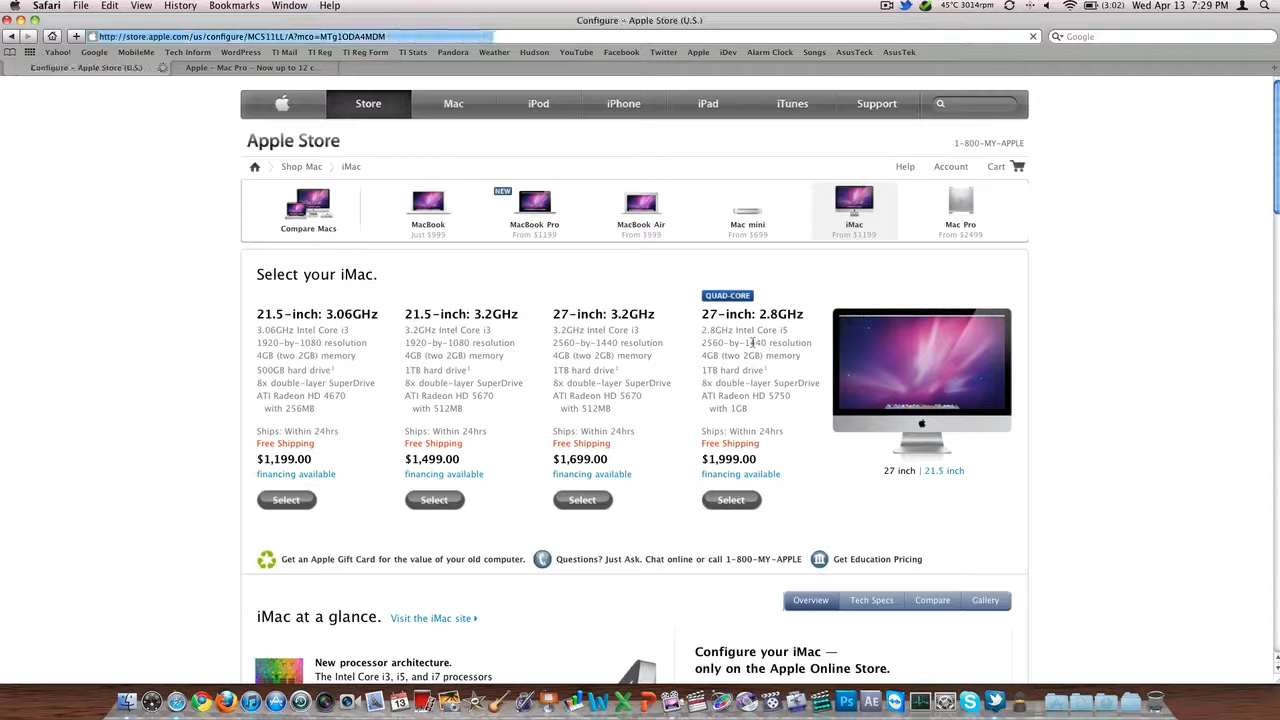 Safari File Edit View History Bookmarks Window Help 45°C 3014rpm (3:02) Wed Apr 13 7:29 PM
Configure – Apple Store (U.S.)
http://store.apple.com/us/configure/MC511LL/A?mco=MTg1ODA4MDM Google
Yahoo! Google MobileMe Tech Inform WordPress TI Mail TI Reg TI Reg Form TI Stats Pandora Weather Hudson YouTube Facebook Twitter Apple iDev Alarm Clock Songs AsusTeck AsusTek
Configure – Apple Store (U.S.) Apple – Mac Pro – Now up to 12 c...
Store Mac iPod iPhone iPad iTunes Support
Apple Store 1-800-MY-APPLE
Shop Mac iMac Help Account Cart
NEW
Compare Macs MacBook MacBook Pro MacBook Air Mac mini iMac Mac Pro
Just $999 From $1199 From $999 From $699 From $1199 From $2499
Select your iMac.
QUAD-CORE
21.5-inch: 3.06GHz
3.06GHz Intel Core i3
1920-by-1080 resolution
4GB (two 2GB) memory
500GB hard drive1
8x double-layer SuperDrive
ATI Radeon HD 4670
with 256MB
Ships: Within 24hrs
Free Shipping
$1,199.00
financing available
Select
21.5-inch: 3.2GHz
3.2GHz Intel Core i3
1920-by-1080 resolution
4GB (two 2GB) memory
1TB hard drive1
8x double-layer SuperDrive
ATI Radeon HD 5670
with 512MB
Ships: Within 24hrs
Free Shipping
$1,499.00
financing available
Select
27-inch: 3.2GHz
3.2GHz Intel Core i3
2560-by-1440 resolution
4GB (two 2GB) memory
1TB hard drive1
8x double-layer SuperDrive
ATI Radeon HD 5670
with 512MB
Ships: Within 24hrs
Free Shipping
$1,699.00
financing available
Select
27-inch: 2.8GHz
2.8GHz Intel Core i5
2560-by-1440 resolution
4GB (two 2GB) memory
1TB hard drive1
8x double-layer SuperDrive
ATI Radeon HD 5750
with 1GB
Ships: Within 24hrs
Free Shipping
$1,999.00
financing available
Select
27 inch | 21.5 inch
Get an Apple Gift Card for the value of your old computer. Questions? Just Ask. Chat online or call 1-800-MY-APPLE Get Education Pricing
Overview Tech Specs Compare Gallery
iMac at a glance. Visit the iMac site
New processor architecture.
The Intel Core i3, i5, and i7 processors
Configure your iMac —
only on the Apple Online Store.
13
Ps AE